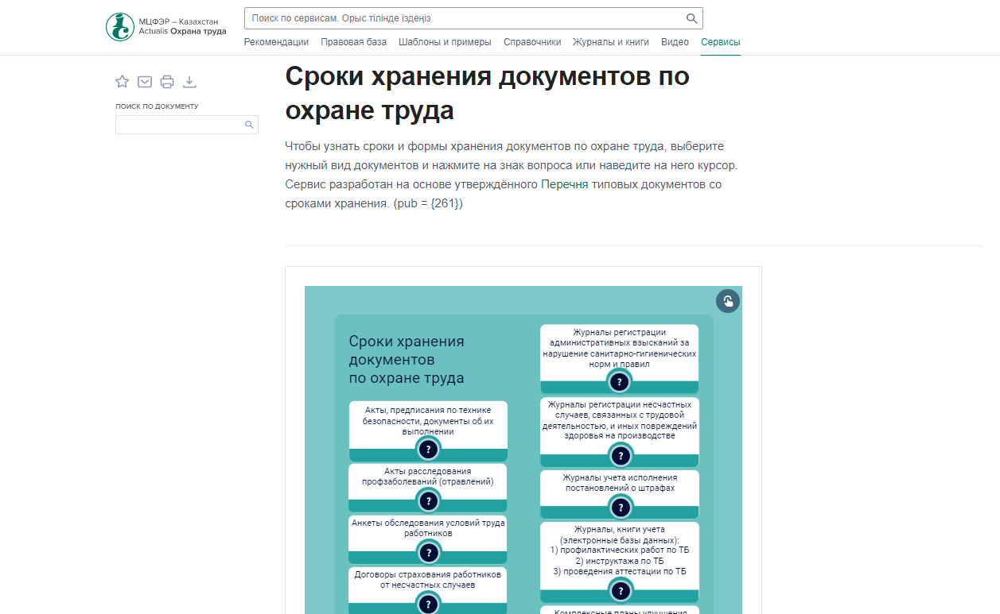 МЦФЭР – Казахстан
Actualis Охрана труда
Поиск по сервисам. Орыс тілінде іздеңіз
Рекомендации Правовая база Шаблоны и примеры Справочники Журналы и книги Видео Сервисы
ПОИСК ПО ДОКУМЕНТУ
Сроки хранения документов по
охране труда
Чтобы узнать сроки и формы хранения документов по охране труда, выберите
нужный вид документов и нажмите на знак вопроса или наведите на него курсор.
Сервис разработан на основе утверждённого Перечня типовых документов со
сроками хранения. (pub = {261})
Сроки хранения
документов
по охране труда
Акты, предписания по технике
безопасности, документы об их
выполнении
?
Акты расследования
профзаболеваний (отравлений)
?
Анкеты обследования условий труда
работников
?
Договоры страхования работников
от несчастных случаев
?
Журналы регистрации
административных взысканий за
нарушение санитарно-гигиенических
норм и правил
?
Журналы регистрации несчастных
случаев, связанных с трудовой
деятельностью, и иных повреждений
здоровья на производстве
?
Журналы учета исполнения
постановлений о штрафах
?
Журналы, книги учета
(электронные базы данных):
1) профилактических работ по ТБ
2) инструктажа по ТБ
3) проведения аттестации по ТБ
?
Комплексные планы улучшения